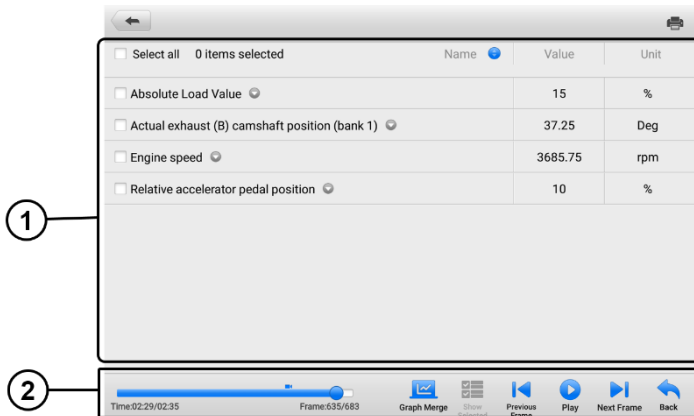 Select all 0 items selected Name Value Unit
Absolute Load Value 15 %
Actual exhaust (B) camshaft position (bank 1) 37.25 Deg
Engine speed 3685.75 rpm
1
Relative accelerator pedal position 10 %
2
Time:02:29/02:35 Frame:635/683 Graph Merge Show Selected Previous Frame Play Next Frame Back